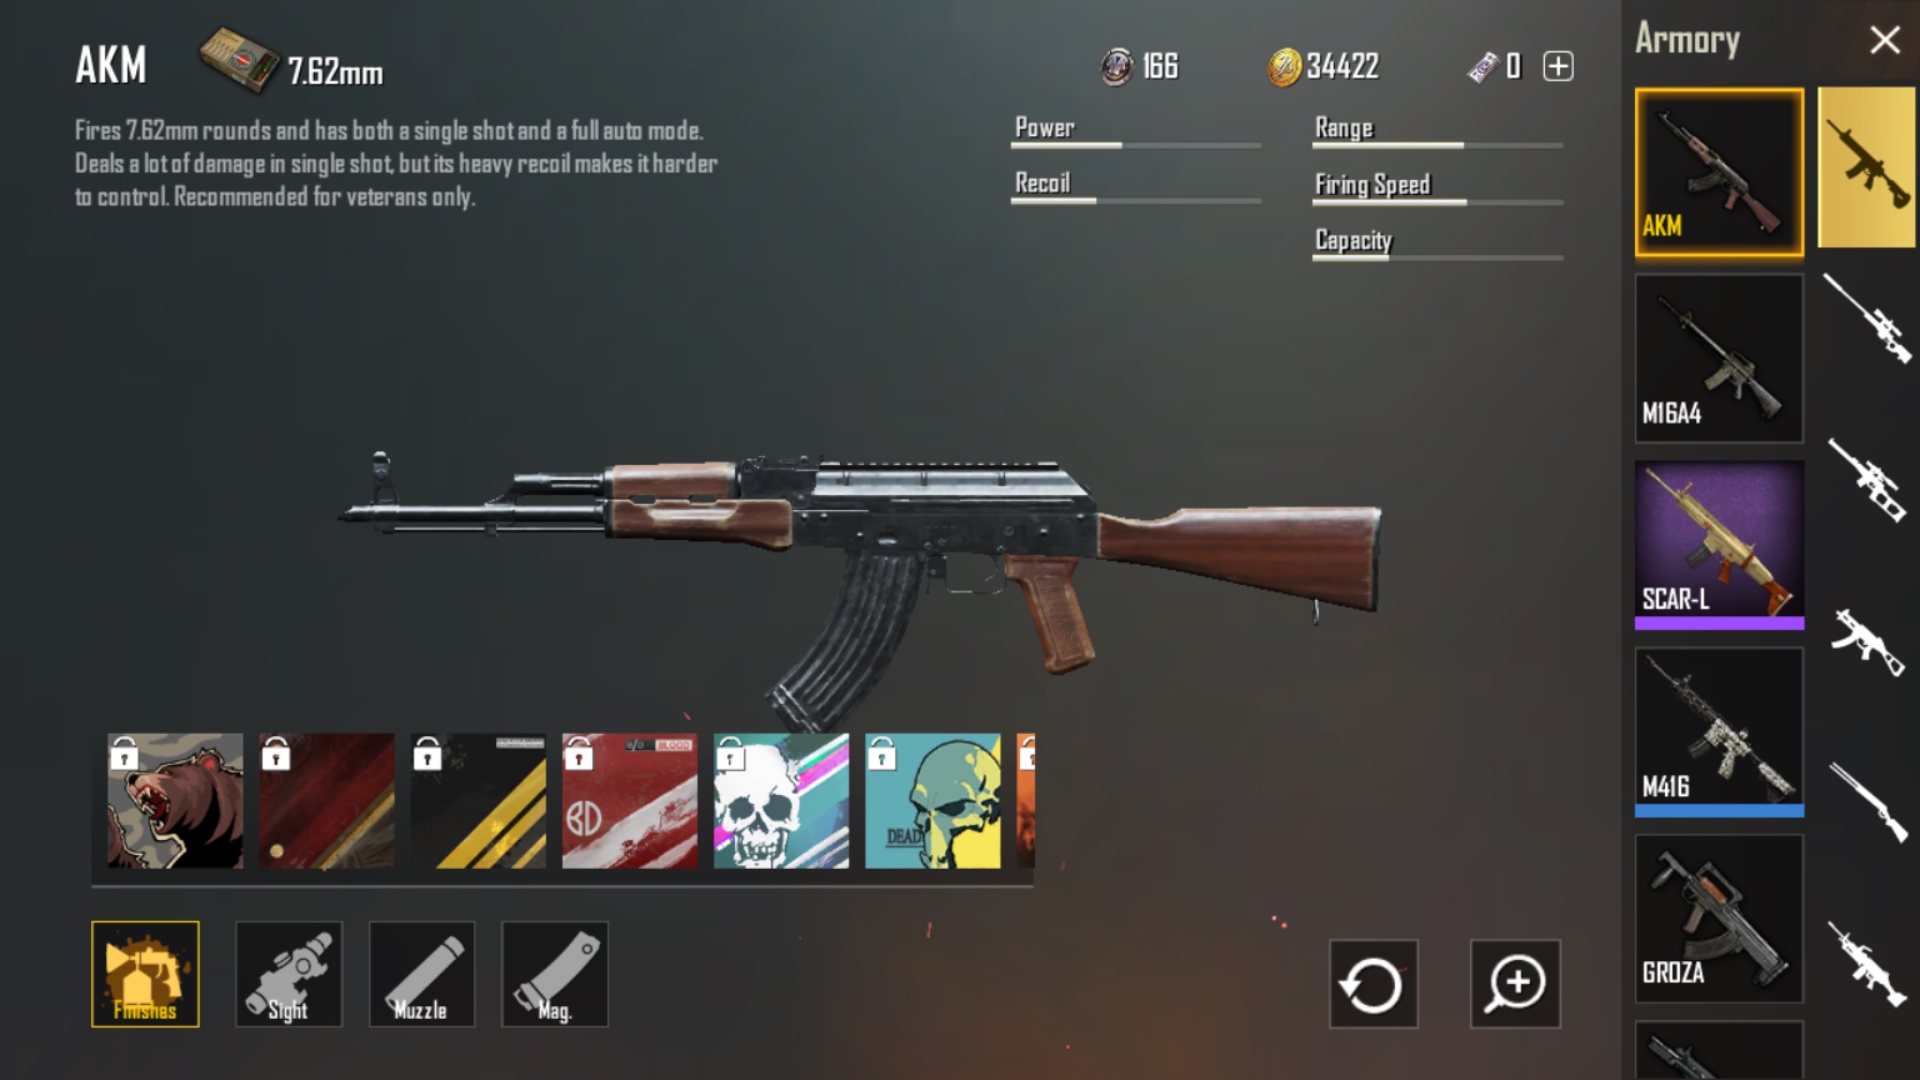 AKM
7.62mm
166
34422
0
Armory
Fires 7.62mm rounds and has both a single shot and a full auto mode.
Deals a lot of damage in single shot, but its heavy recoil makes it harder
to control. Recommended for veterans only.
Power
Range
Recoil
Firing Speed
Capacity
AKM
M16A4
SCAR-L
M416
GROZA
BLOOD
BD
DEAD
Finishes
Sight
Muzzle
Mag.